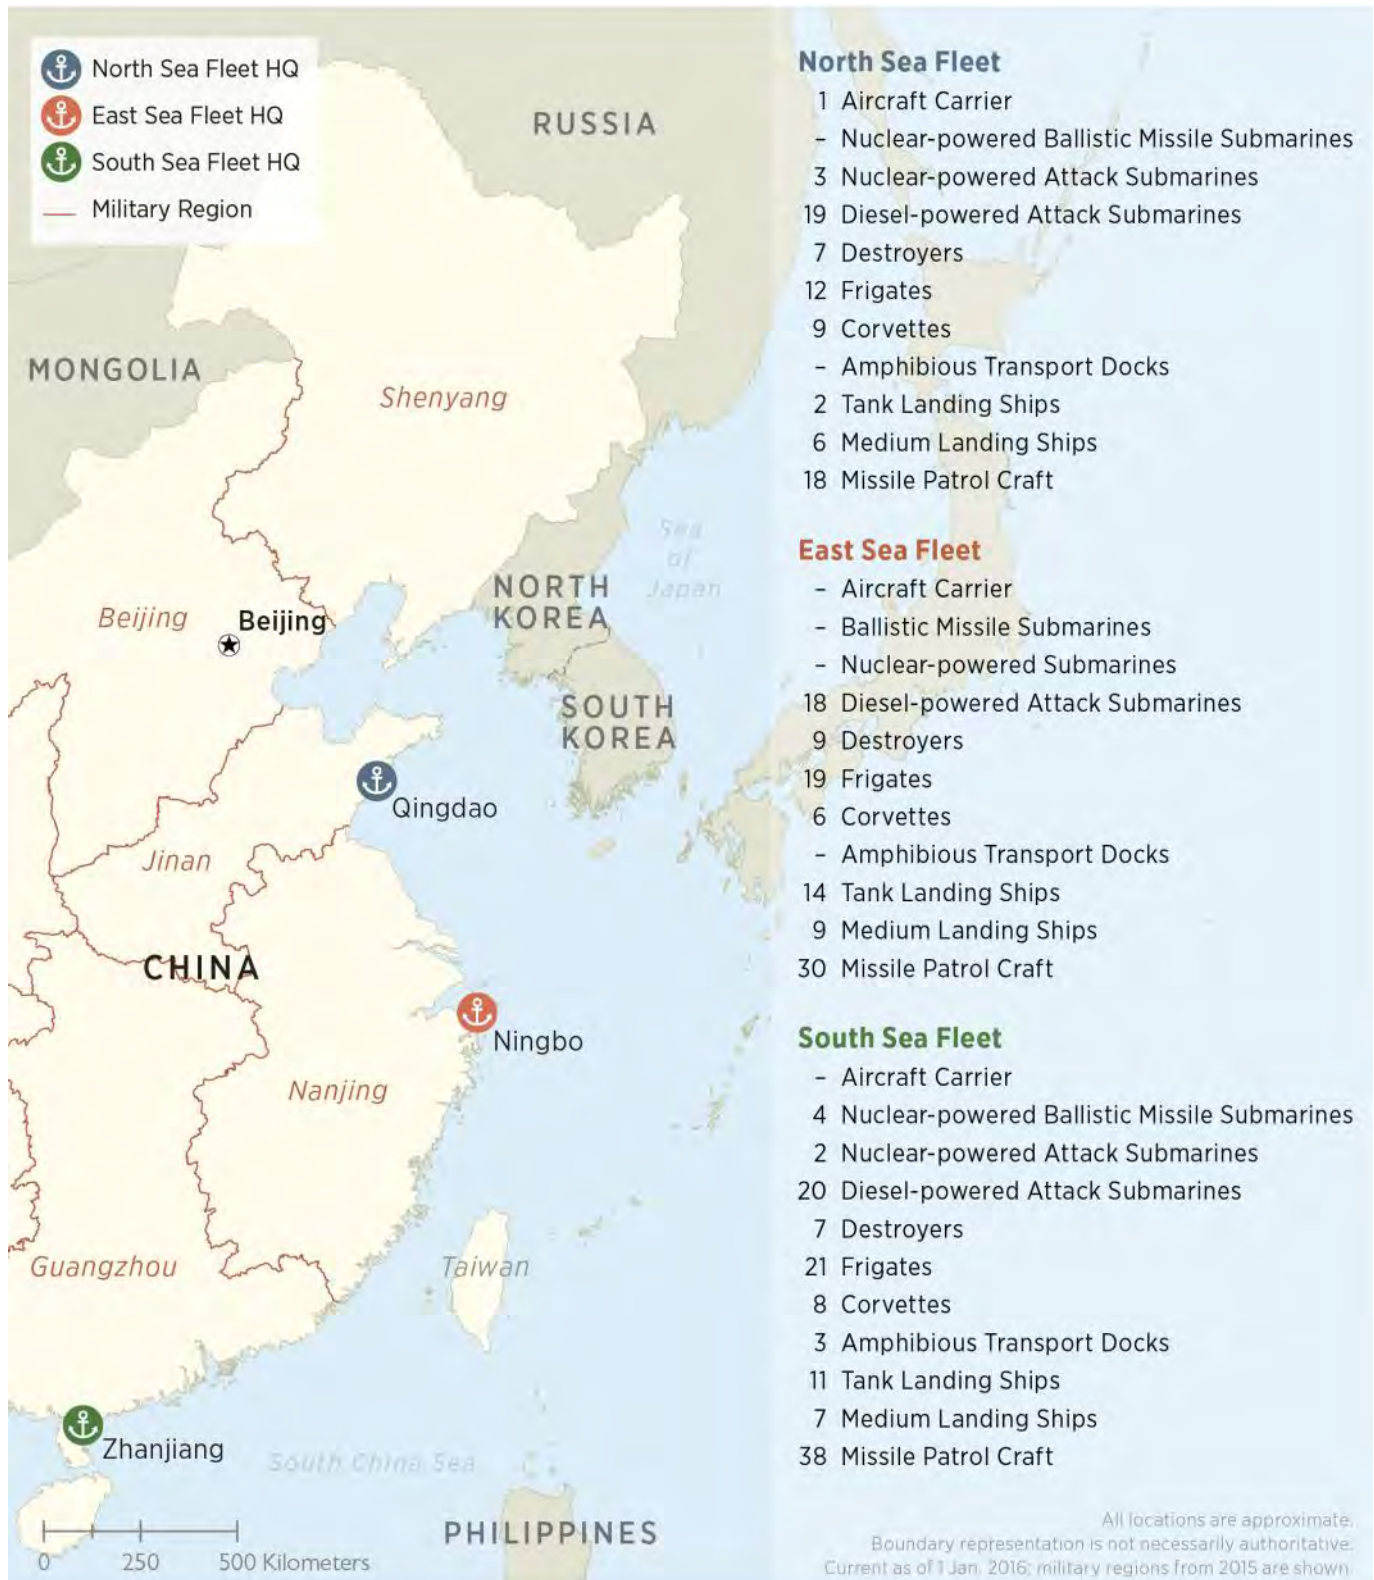 North Sea Fleet HQ
East Sea Fleet HQ
South Sea Fleet HQ
Military Region
RUSSIA
MONGOLIA
Shenyang
Sea
of
Japan
NORTH
KOREA
Beijing
Beijing
SOUTH
KOREA
Qingdao
Jinan
CHINA
Ningbo
Nanjing
Guangzhou
Taiwan
Zhanjiang
South China Sea
PHILIPPINES
0 250 500 Kilometers
North Sea Fleet
1 Aircraft Carrier
– Nuclear-powered Ballistic Missile Submarines
3 Nuclear-powered Attack Submarines
19 Diesel-powered Attack Submarines
7 Destroyers
12 Frigates
9 Corvettes
– Amphibious Transport Docks
2 Tank Landing Ships
6 Medium Landing Ships
18 Missile Patrol Craft
East Sea Fleet
– Aircraft Carrier
– Ballistic Missile Submarines
– Nuclear-powered Submarines
18 Diesel-powered Attack Submarines
9 Destroyers
19 Frigates
6 Corvettes
– Amphibious Transport Docks
14 Tank Landing Ships
9 Medium Landing Ships
30 Missile Patrol Craft
South Sea Fleet
– Aircraft Carrier
4 Nuclear-powered Ballistic Missile Submarines
2 Nuclear-powered Attack Submarines
20 Diesel-powered Attack Submarines
7 Destroyers
21 Frigates
8 Corvettes
3 Amphibious Transport Docks
11 Tank Landing Ships
7 Medium Landing Ships
38 Missile Patrol Craft
All locations are approximate.
Boundary representation is not necessarily authoritative.
Current as of 1 Jan. 2016; military regions from 2015 are shown.